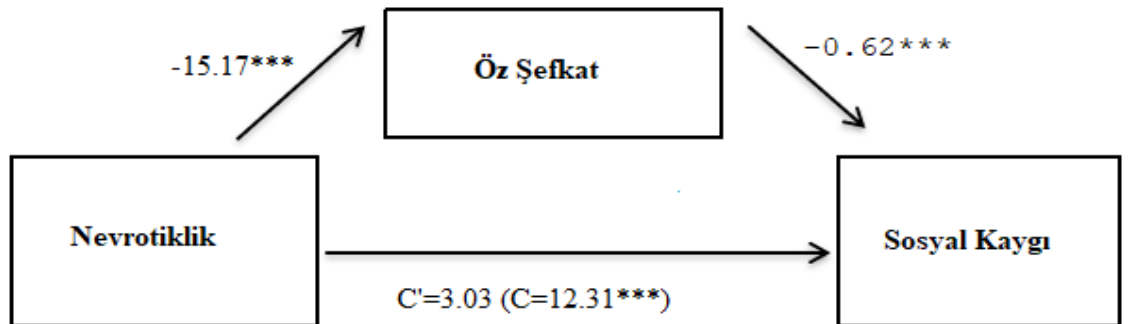 -15.17***
Öz Şefkat
-0.62***
Nevrotiklik
Sosyal Kaygı
C'=3.03 (C=12.31***)